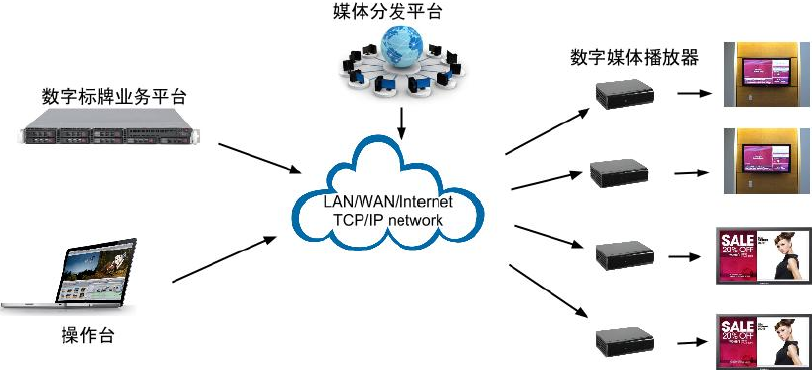 媒体分发平台
数字媒体播放器
数字标牌业务平台
LAN/WAN/Internet
TCP/IP network
操作台
SALE
20% OFF
SALE
20% OFF